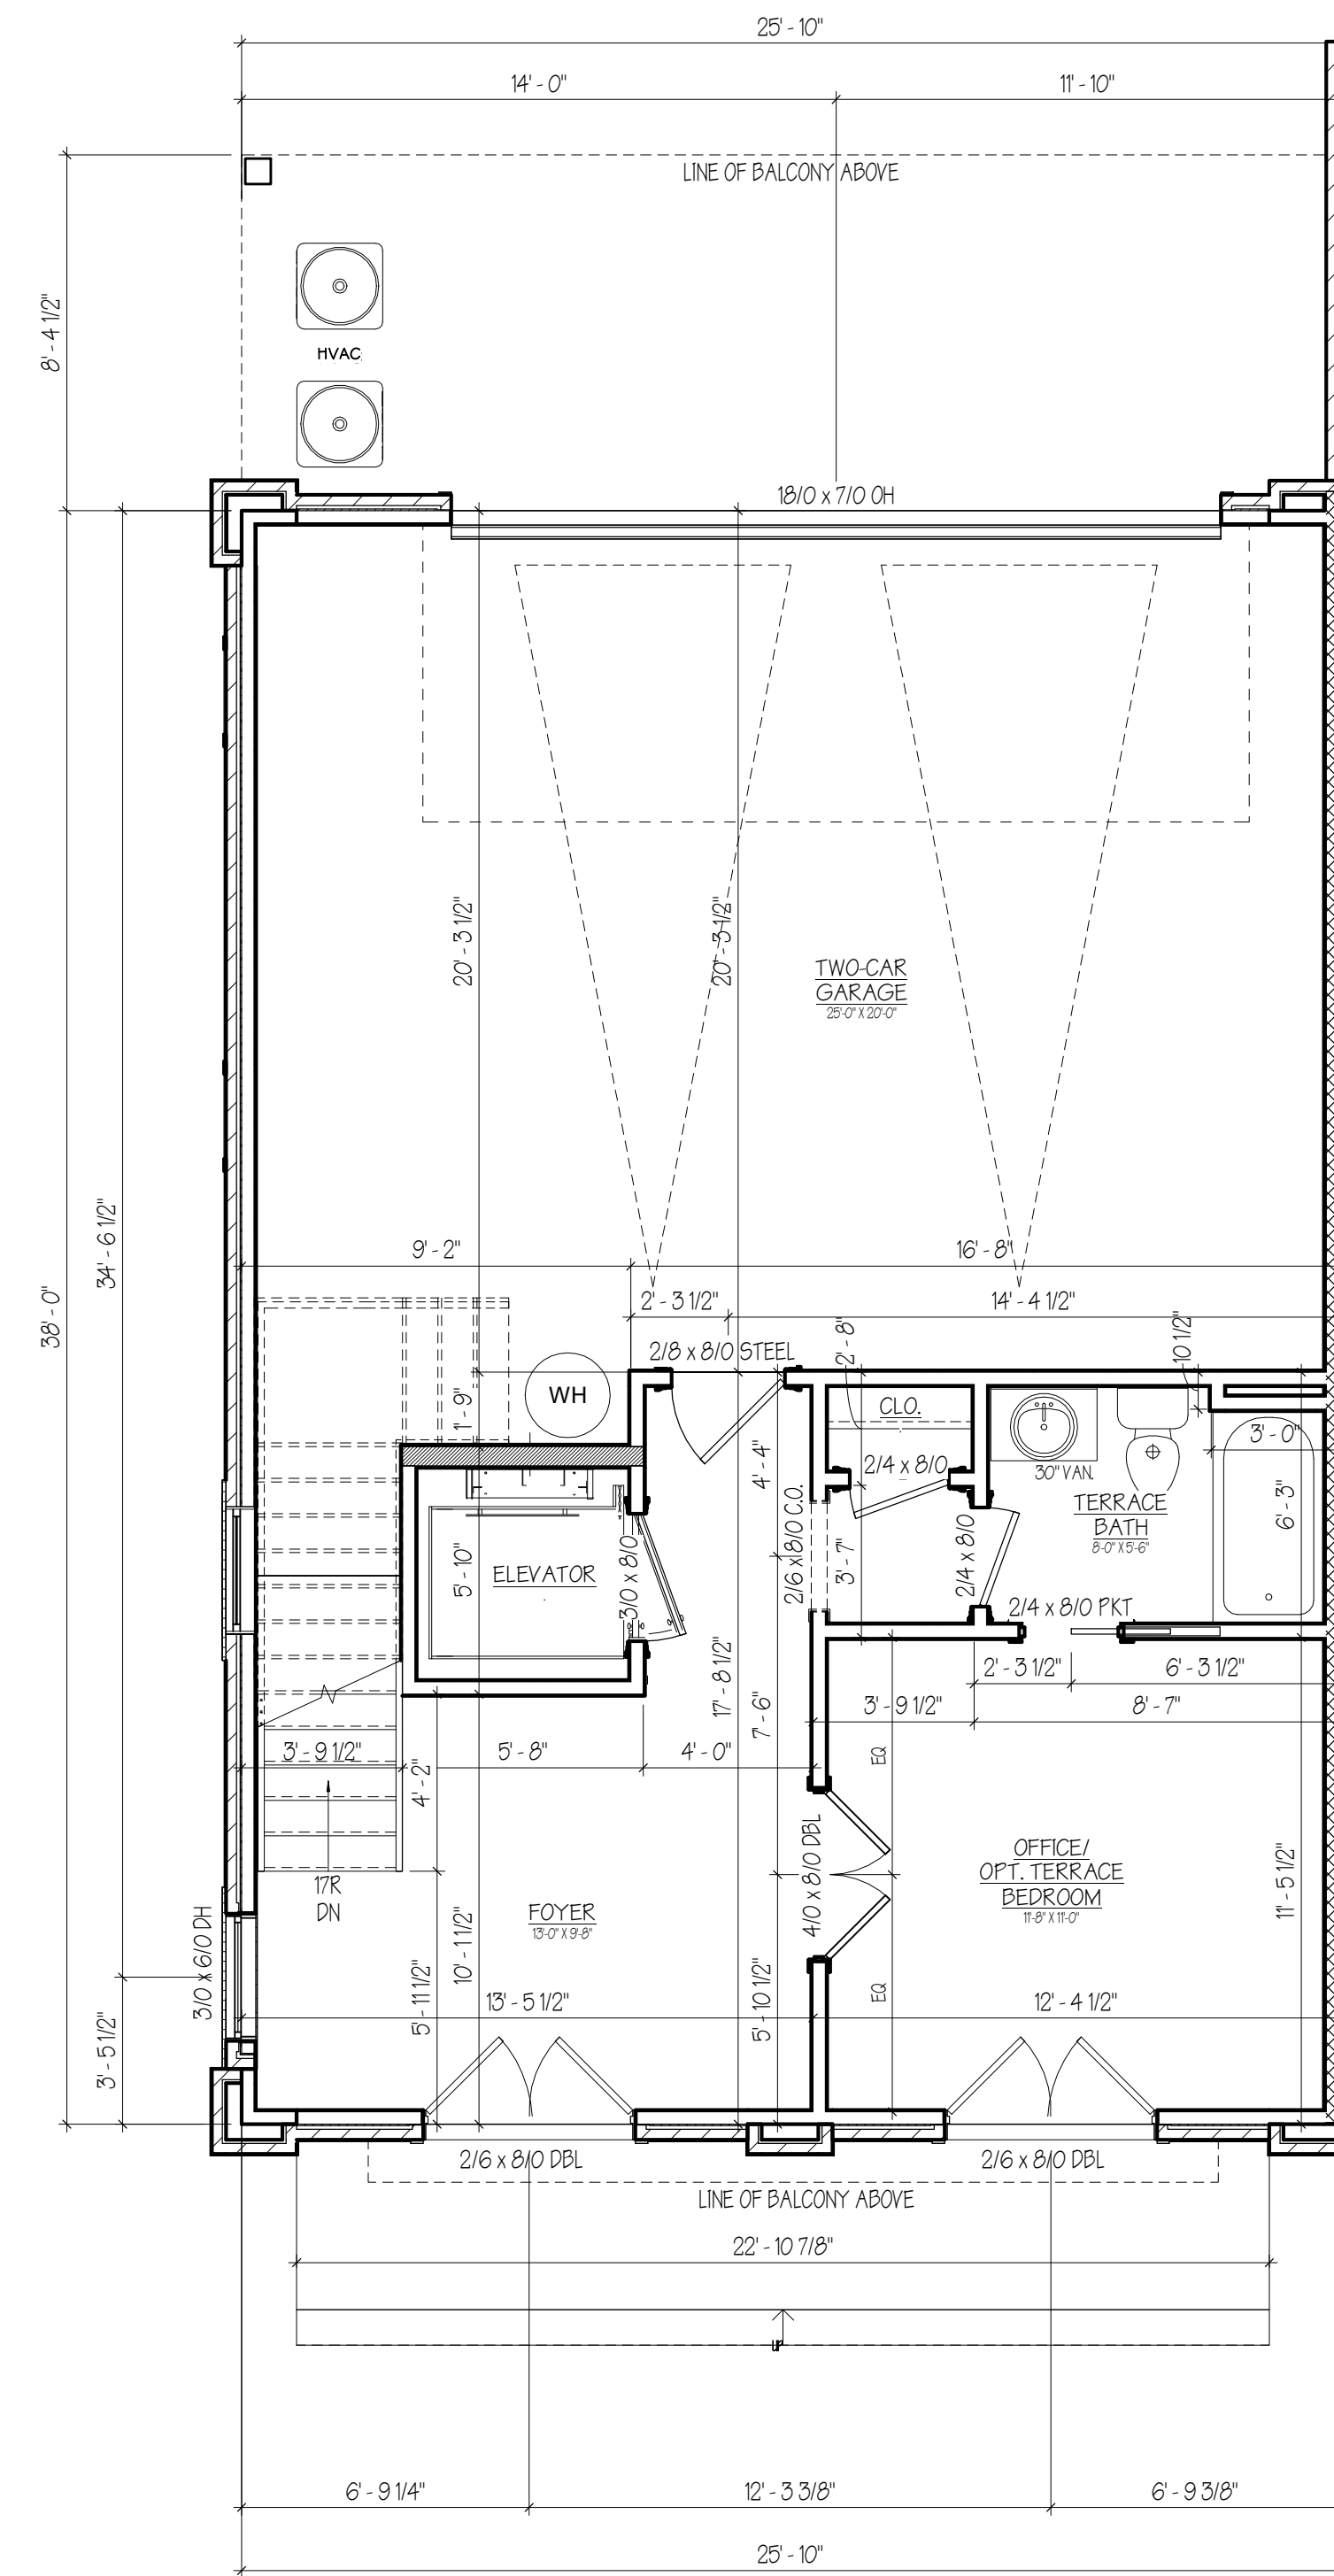 25' - 10"
14' - 0"
11' - 10"
LINE OF BALCONY ABOVE
8' - 4 1/2"
HVAC
18/0 x 7/0 OH
20' - 3 1/2"
20' - 3 1/2"
TWO-CAR
GARAGE
25'-0" X 20'-0"
34' - 6 1/2"
38' - 0"
9' - 2"
16' - 8"
2' - 3 1/2"
14' - 4 1/2"
2/8 x 8/0 STEEL
2' - 8"
10 1/2"
WH
1' - 9"
CLO.
4' - 4"
3' - 0"
2/4 x 8/0
30" VAN.
TERRACE
BATH
8'-0" X 5'-6"
6' - 3"
2/6 x 8/0 C.O.
3' - 7"
2/4 x 8/0
5' - 10"
ELEVATOR
3/0 x 8/0
2/4 x 8/0 PKT
2' - 3 1/2"
6' - 3 1/2"
17' - 8 1/2"
7' - 6"
3' - 9 1/2"
8' - 7"
3' - 9 1/2"
5' - 8"
4' - 0"
EQ
4' - 2"
4/0 x 8/0 DBL
OFFICE/
OPT. TERRACE
BEDROOM
11'-8" X 11'-0"
11' - 5 1/2"
17R
DN
FOYER
13'-0" X 9'-8"
3/0 x 6/0 DH
5' - 11 1/2"
10' - 1 1/2"
5' - 10 1/2"
EQ
13' - 5 1/2"
12' - 4 1/2"
3' - 5 1/2"
2/6 x 8/0 DBL
2/6 x 8/0 DBL
LINE OF BALCONY ABOVE
22' - 10 7/8"
6' - 9 1/4"
12' - 3 3/8"
6' - 9 3/8"
25' - 10"